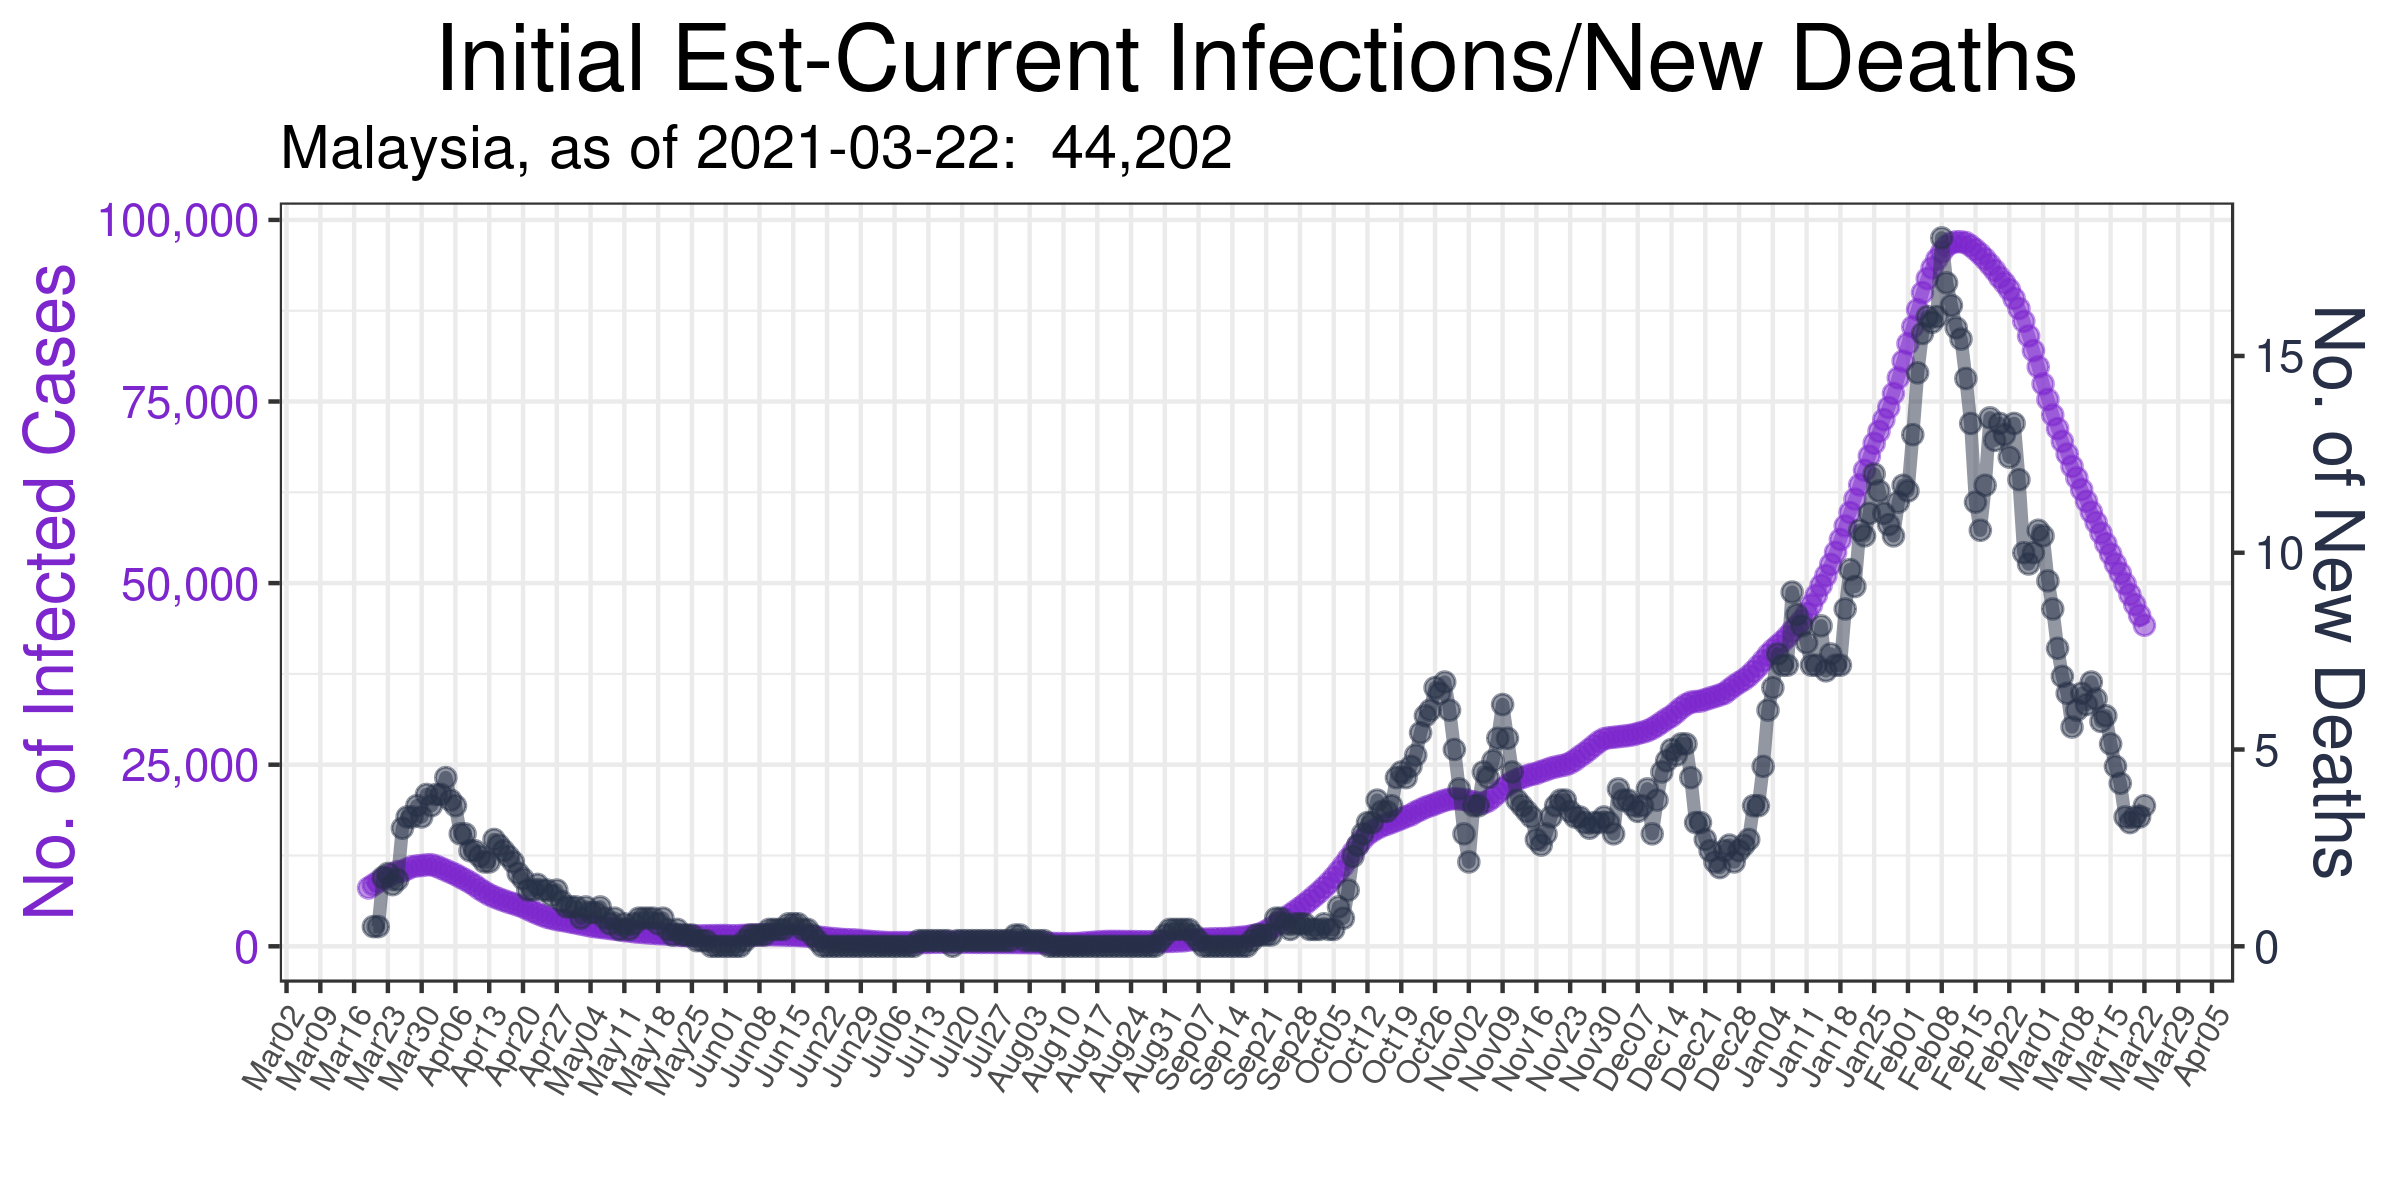 Initial Est-Current Infections/New Deaths
Malaysia, as of 2021-03-22:  44,202
No. of Infected Cases
100,000
75,000
50,000
25,000
0
No. of New Deaths
15
10
5
0
Mar02
Mar09
Mar16
Mar23
Mar30
Apr06
Apr13
Apr20
Apr27
May04
May11
May18
May25
Jun01
Jun08
Jun15
Jun22
Jun29
Jul06
Jul13
Jul20
Jul27
Aug03
Aug10
Aug17
Aug24
Aug31
Sep07
Sep14
Sep21
Sep28
Oct05
Oct12
Oct19
Oct26
Nov02
Nov09
Nov16
Nov23
Nov30
Dec07
Dec14
Dec21
Dec28
Jan04
Jan11
Jan18
Jan25
Feb01
Feb08
Feb15
Feb22
Mar01
Mar08
Mar15
Mar22
Mar29
Apr05